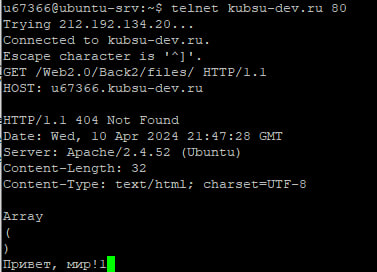 u67366@ubuntu-srv:~$ telnet kubsu-dev.ru 80
Trying 212.192.134.20...
Connected to kubsu-dev.ru.
Escape character is '^]'.
GET /Web2.0/Back2/files/ HTTP/1.1
HOST: u67366.kubsu-dev.ru

HTTP/1.1 404 Not Found
Date: Wed, 10 Apr 2024 21:47:28 GMT
Server: Apache/2.4.52 (Ubuntu)
Content-Length: 32
Content-Type: text/html; charset=UTF-8

Array
(
)
Привет, мир!1